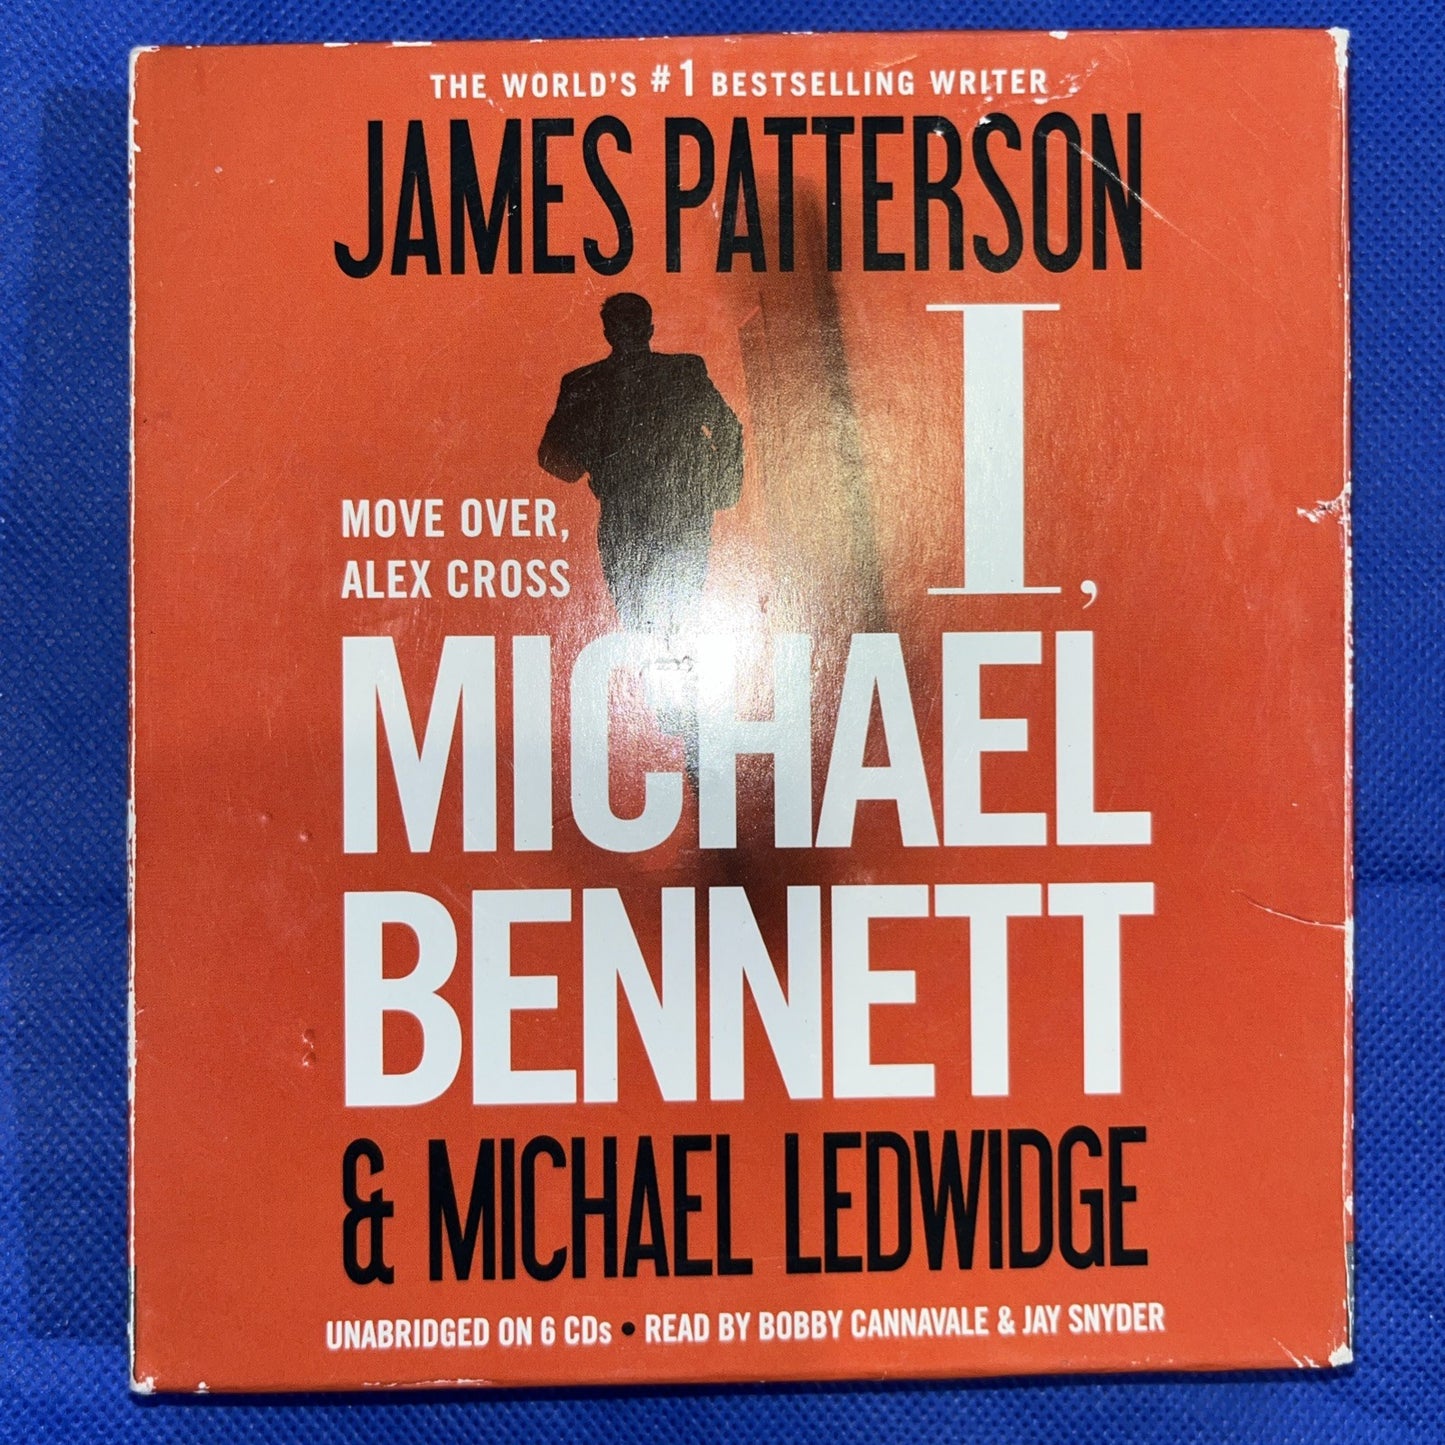 THE WORLD'S #1 BESTSELLING WRITER
JAMES PATTERSON
MOVE OVER,
ALEX CROSS
I,
MICHAEL
BENNETT
& MICHAEL LEDWIDGE
UNABRIDGED ON 6 CDs • READ BY BOBBY CANNAVALE & JAY SNYDER